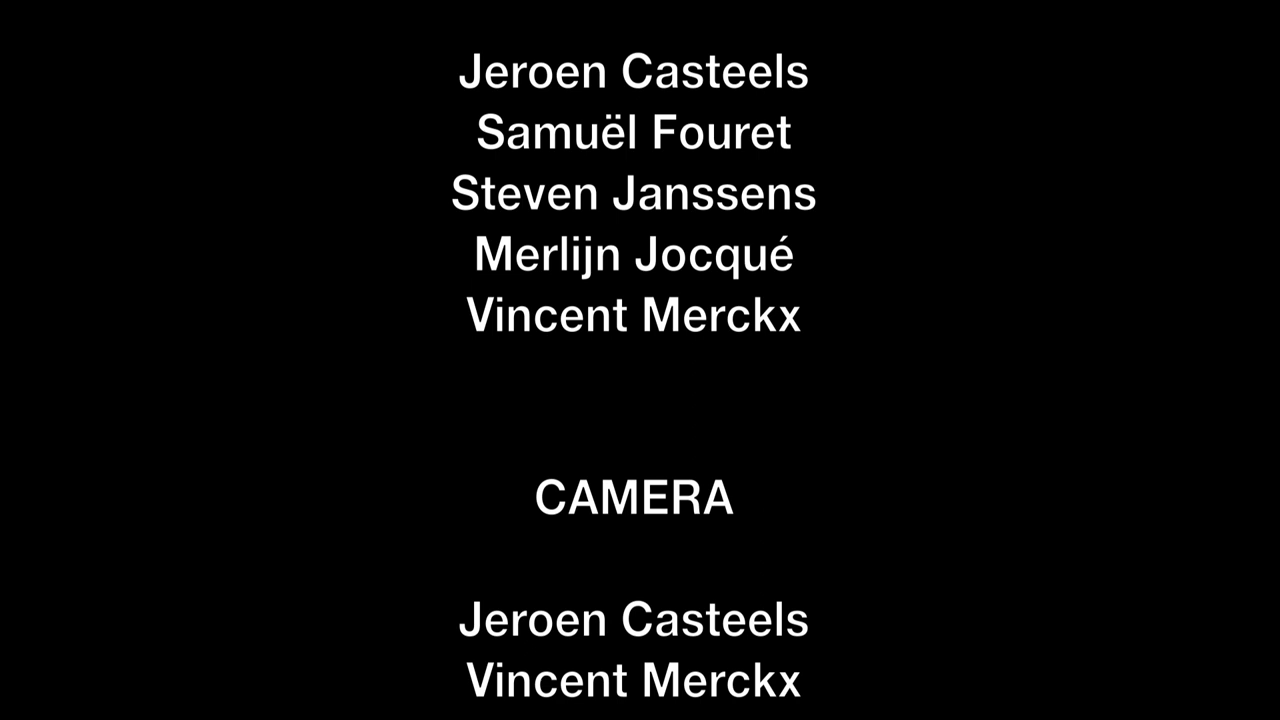 Jeroen Casteels
Samuël Fouret
Steven Janssens
Merlijn Jocqué
Vincent Merckx
CAMERA
Jeroen Casteels
Vincent Merckx